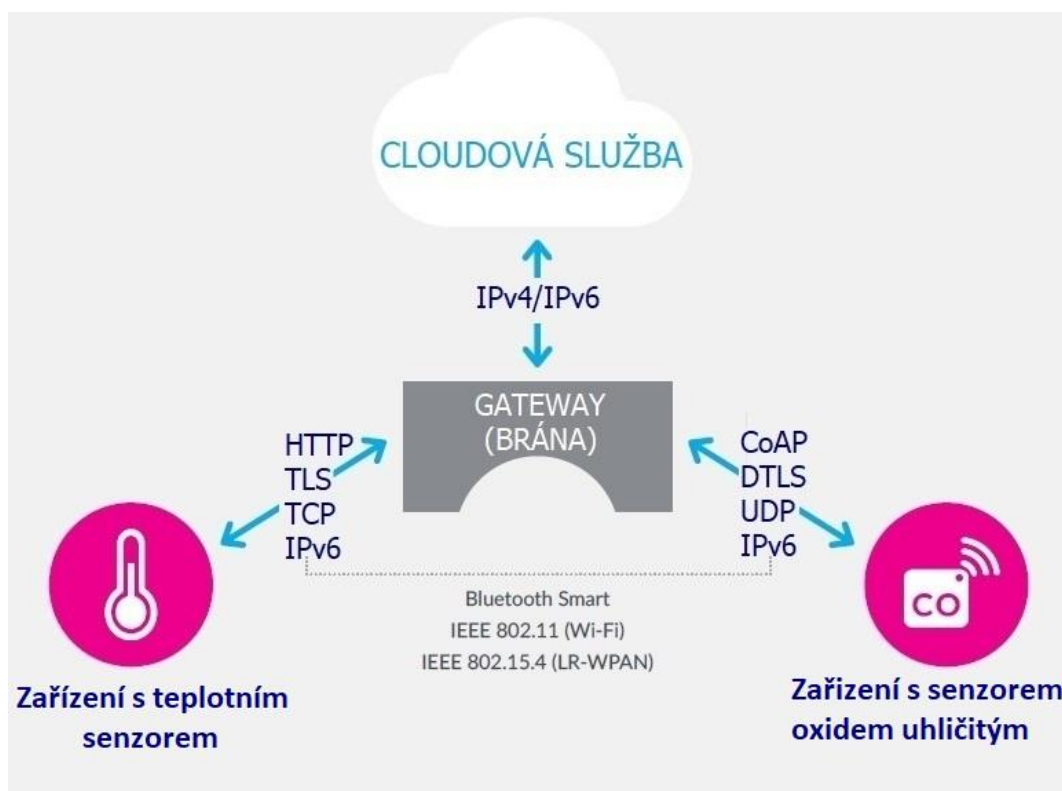 CLOUDOVÁ SLUŽBA
IPv4/IPv6
GATEWAY
(BRÁNA)
HTTP
TLS
TCP
IPv6
CoAP
DTLS
UDP
IPv6
Bluetooth Smart
IEEE 802.11 (Wi-Fi)
IEEE 802.15.4 (LR-WPAN)
CO
Zařízení s teplotním
senzorem
Zařizení s senzorem
oxidem uhličitým